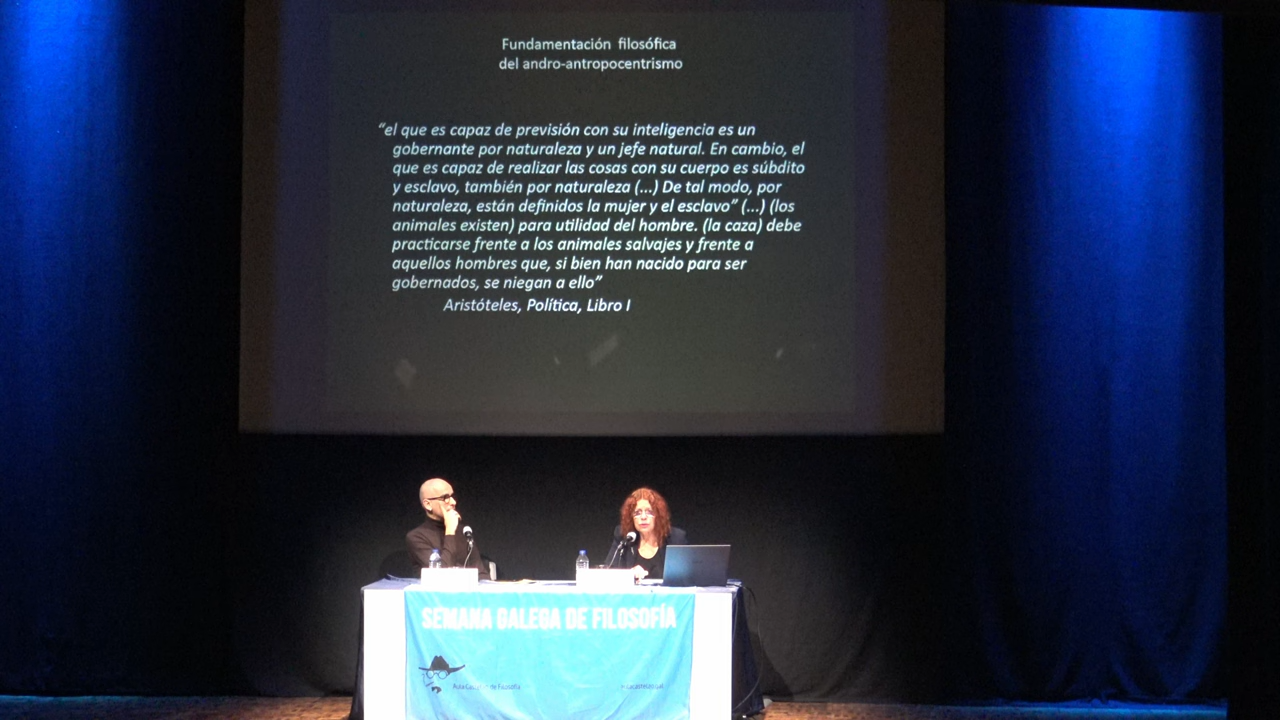 Fundamentación filosófica
del andro-antropocentrismo
“el que es capaz de previsión con su inteligencia es un
gobernante por naturaleza y un jefe natural. En cambio, el
que es capaz de realizar las cosas con su cuerpo es súbdito
y esclavo, también por naturaleza (...) De tal modo, por
naturaleza, están definidos la mujer y el esclavo” (...) (los
animales existen) para utilidad del hombre. (la caza) debe
practicarse frente a los animales salvajes y frente a
aquellos hombres que, si bien han nacido para ser
gobernados, se niegan a ello”
Aristóteles, Política, Libro I
SEMANA GALEGA DE FILOSOFÍA
Aula de Filosofía